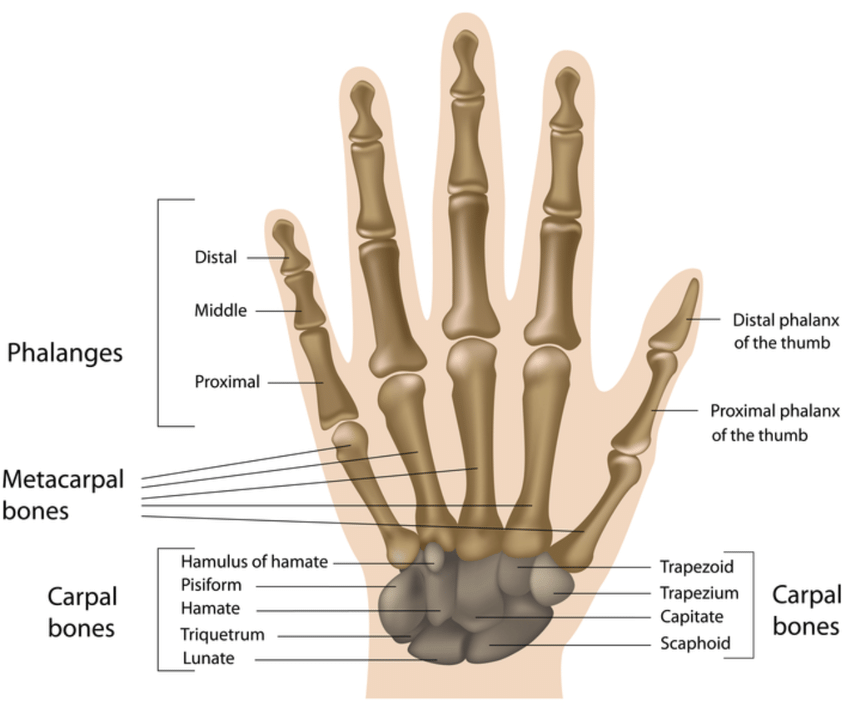 Distal
Middle
Phalanges
Proximal
Distal phalanx
of the thumb
Proximal phalanx
of the thumb
Metacarpal
bones
Carpal
bones
Hamulus of hamate
Pisiform
Hamate
Triquetrum
Lunate
Trapezoid
Trapezium
Capitate
Scaphoid
Carpal
bones